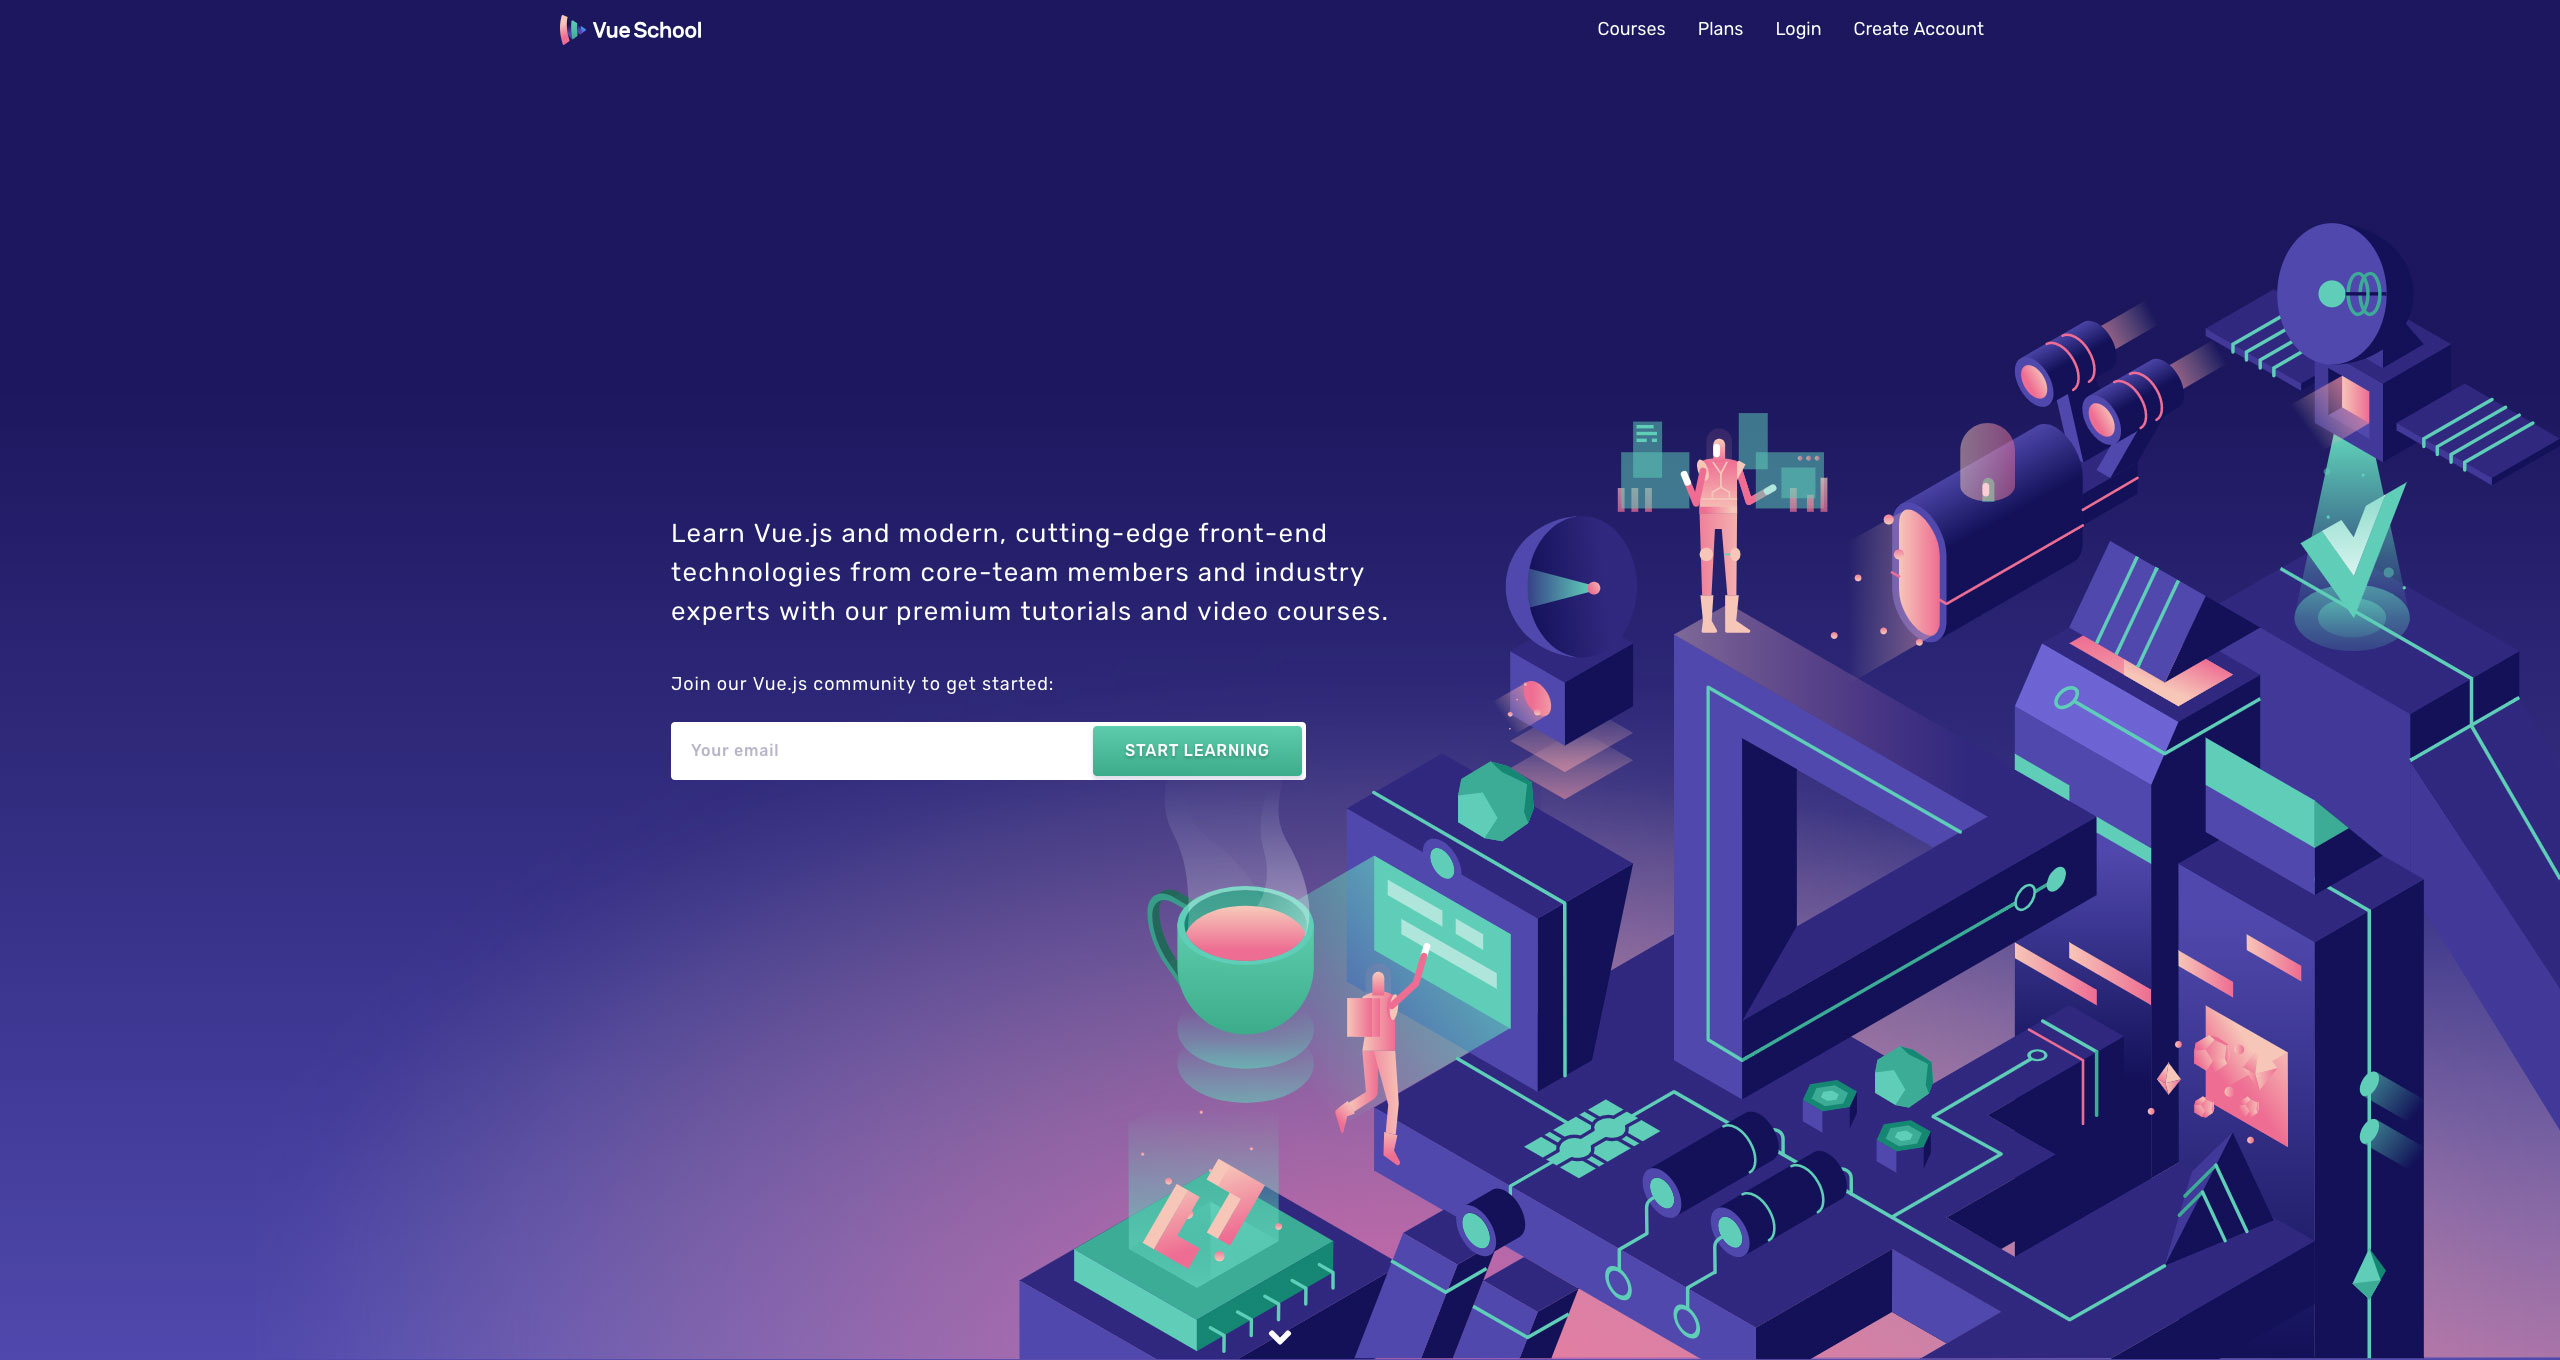 Vue School
Courses
Plans
Login
Create Account
Learn Vue.js and modern, cutting-edge front-end
technologies from core-team members and industry
experts with our premium tutorials and video courses.
Join our Vue.js community to get started:
Your email
START LEARNING